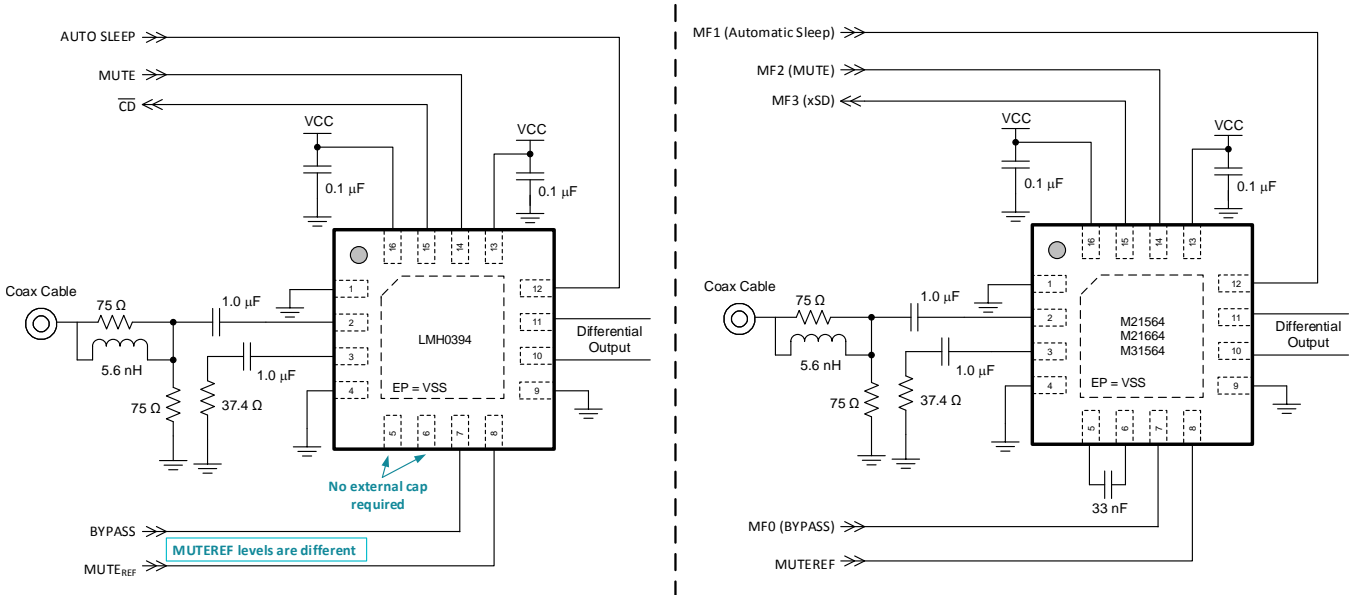 AUTO SLEEP
MUTE
CD
VCC
0.1 µF
VCC
0.1 µF
16
15
14
13
Coax Cable
75 Ω
1.0 µF
5.6 nH
1.0 µF
75 Ω
37.4 Ω
1
2
3
4
LMH0394
EP = VSS
12
11
10
9
Differential
Output
5
6
7
8
No external cap
required
BYPASS
MUTEREF levels are different
MUTEREF
MF1 (Automatic Sleep)
MF2 (MUTE)
MF3 (xSD)
VCC
0.1 µF
VCC
0.1 µF
16
15
14
13
Coax Cable
75 Ω
1.0 µF
5.6 nH
1.0 µF
75 Ω
37.4 Ω
1
2
3
4
M21564
M21664
M31564
EP = VSS
12
11
10
9
Differential
Output
5
6
7
8
33 nF
MF0 (BYPASS)
MUTEREF